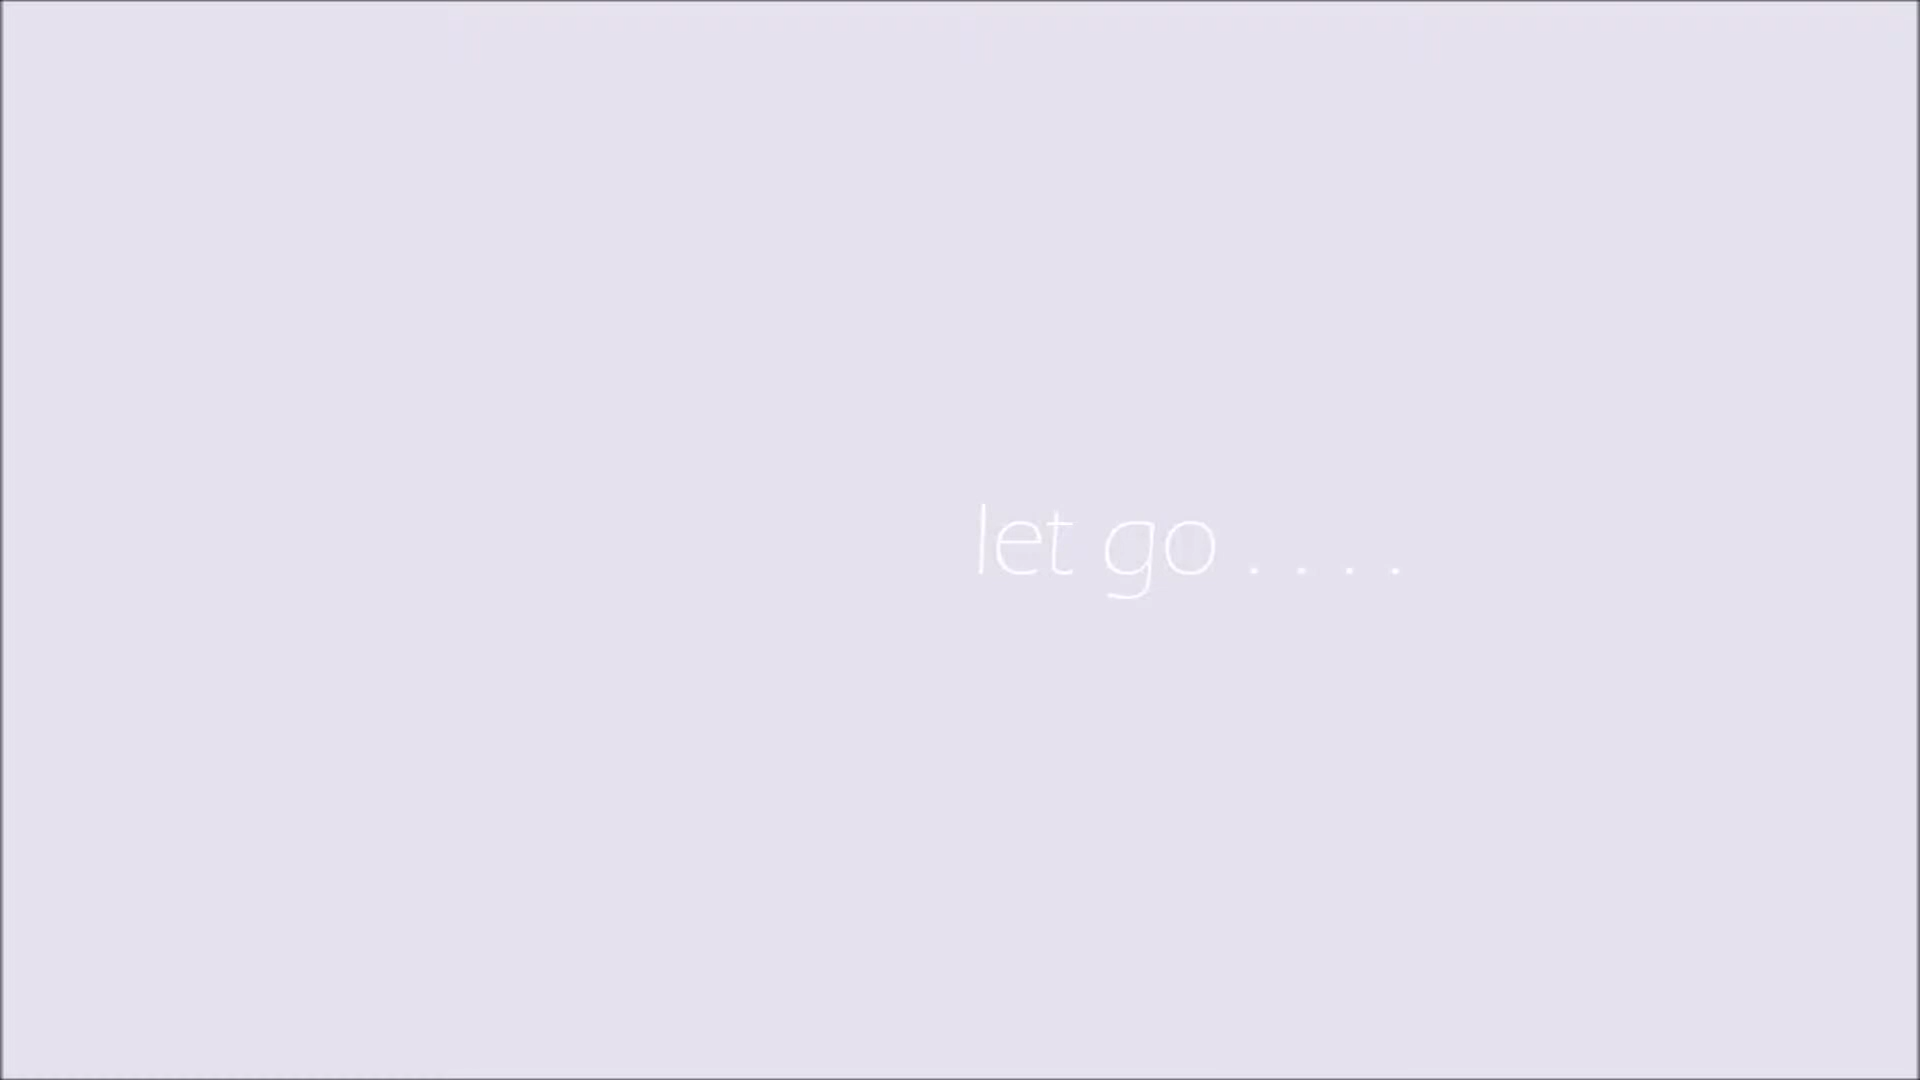 let go . . . .